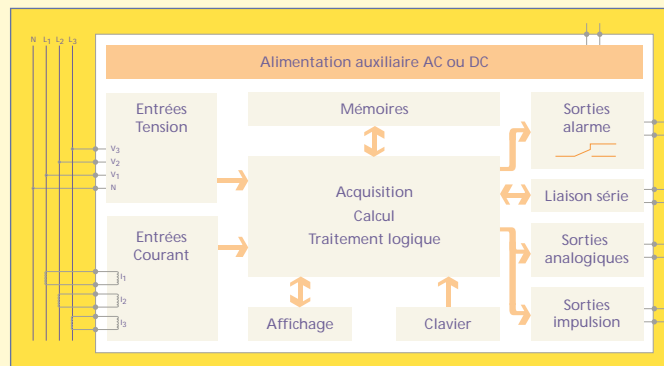 N L1 L2 L3
Alimentation auxiliaire AC ou DC
Entrées
Tension
V3
V2
V1
N
Mémoires
Sorties
alarme
Acquisition
Calcul
Traitement logique
Liaison série
Entrées
Courant
I1
I2
I3
Sorties
analogiques
Affichage
Clavier
Sorties
impulsion